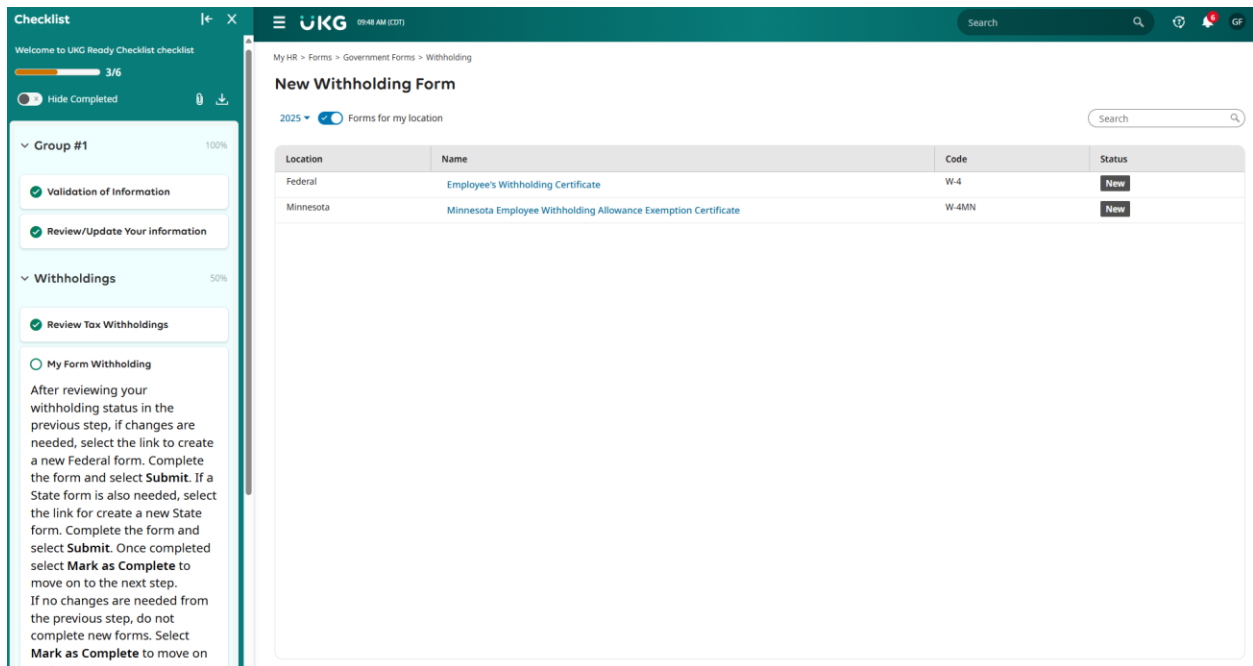 Checklist
Welcome to UKG Ready Checklist checklist
3/6
Hide Completed
Group #1 100%
Validation of Information
Review/Update Your information
Withholdings 50%
Review Tax Withholdings
My Form Withholding
After reviewing your
withholding status in the
previous step, if changes are
needed, select the link to create
a new Federal form. Complete
the form and select Submit. If a
State form is also needed, select
the link for create a new State
form. Complete the form and
select Submit. Once completed
select Mark as Complete to
move on to the next step.
If no changes are needed from
the previous step, do not
complete new forms. Select
Mark as Complete to move on
UKG 09:48 AM (CDT) Search 6 GF
My HR > Forms > Government Forms > Withholding
New Withholding Form
2025 Forms for my location Search
Location Name Code Status
Federal Employee's Withholding Certificate W-4 New
Minnesota Minnesota Employee Withholding Allowance Exemption Certificate W-4MN New